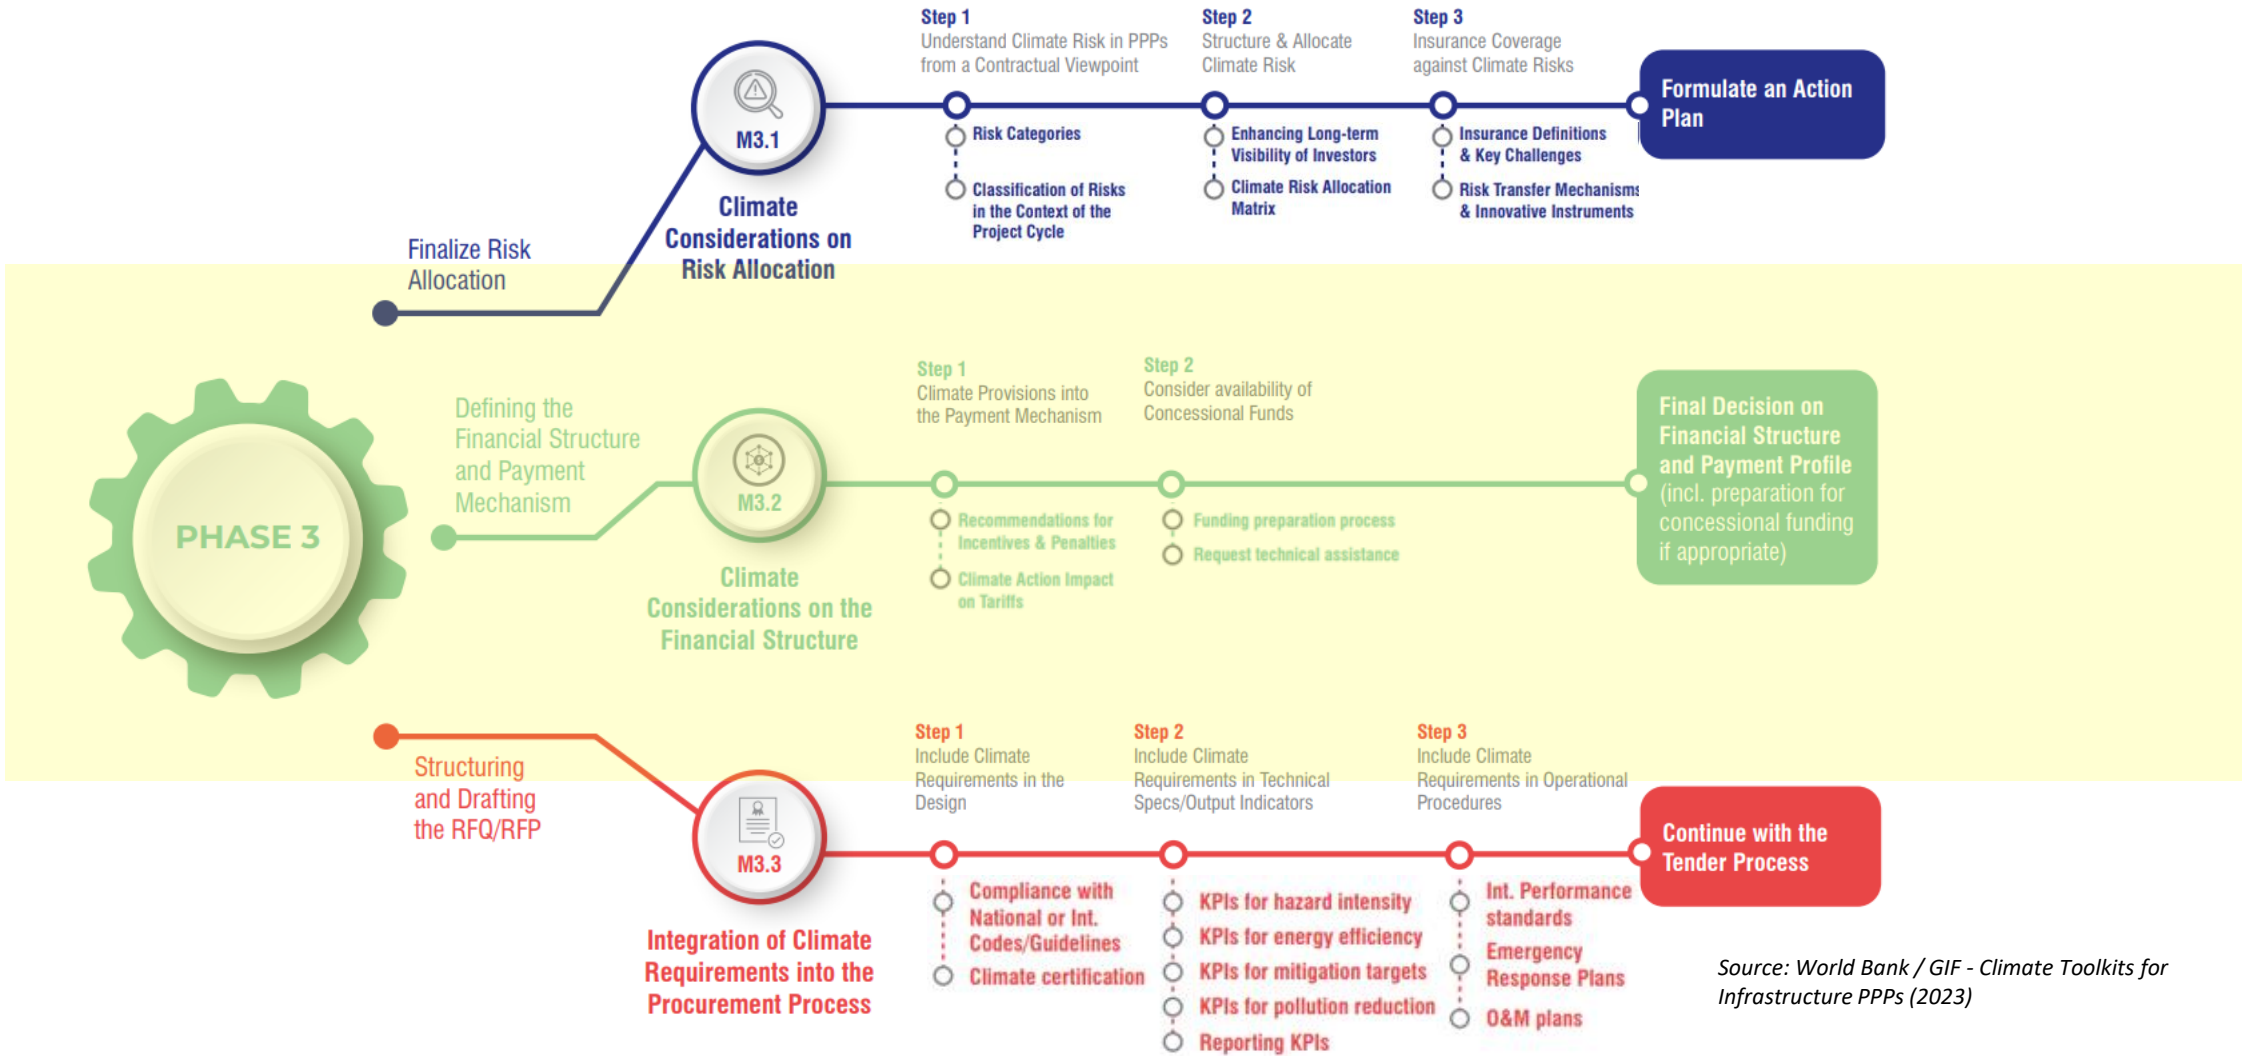 PHASE 3
Finalize Risk
Allocation
M3.1
Climate
Considerations on
Risk Allocation
Step 1
Understand Climate Risk in PPPs
from a Contractual Viewpoint
Risk Categories
Classification of Risks
in the Context of the
Project Cycle
Step 2
Structure & Allocate
Climate Risk
Enhancing Long-term
Visibility of Investors
Climate Risk Allocation
Matrix
Step 3
Insurance Coverage
against Climate Risks
Insurance Definitions
& Key Challenges
Risk Transfer Mechanisms
& Innovative Instruments
Formulate an Action
Plan
Defining the
Financial Structure
and Payment
Mechanism
M3.2
Climate
Considerations on the
Financial Structure
Step 1
Climate Provisions into
the Payment Mechanism
Recommendations for
Incentives & Penalties
Climate Action Impact
on Tariffs
Step 2
Consider availability of
Concessional Funds
Funding preparation process
Request technical assistance
Final Decision on
Financial Structure
and Payment Profile
(incl. preparation for
concessional funding
if appropriate)
Structuring
and Drafting
the RFQ/RFP
M3.3
Integration of Climate
Requirements into the
Procurement Process
Step 1
Include Climate
Requirements in the
Design
Compliance with
National or Int.
Codes/Guidelines
Climate certification
Step 2
Include Climate
Requirements in Technical
Specs/Output Indicators
KPIs for hazard intensity
KPIs for energy efficiency
KPIs for mitigation targets
KPIs for pollution reduction
Reporting KPIs
Step 3
Include Climate
Requirements in Operational
Procedures
Int. Performance
standards
Emergency
Response Plans
O&M plans
Continue with the
Tender Process
Source: World Bank / GIF - Climate Toolkits for
Infrastructure PPPs (2023)